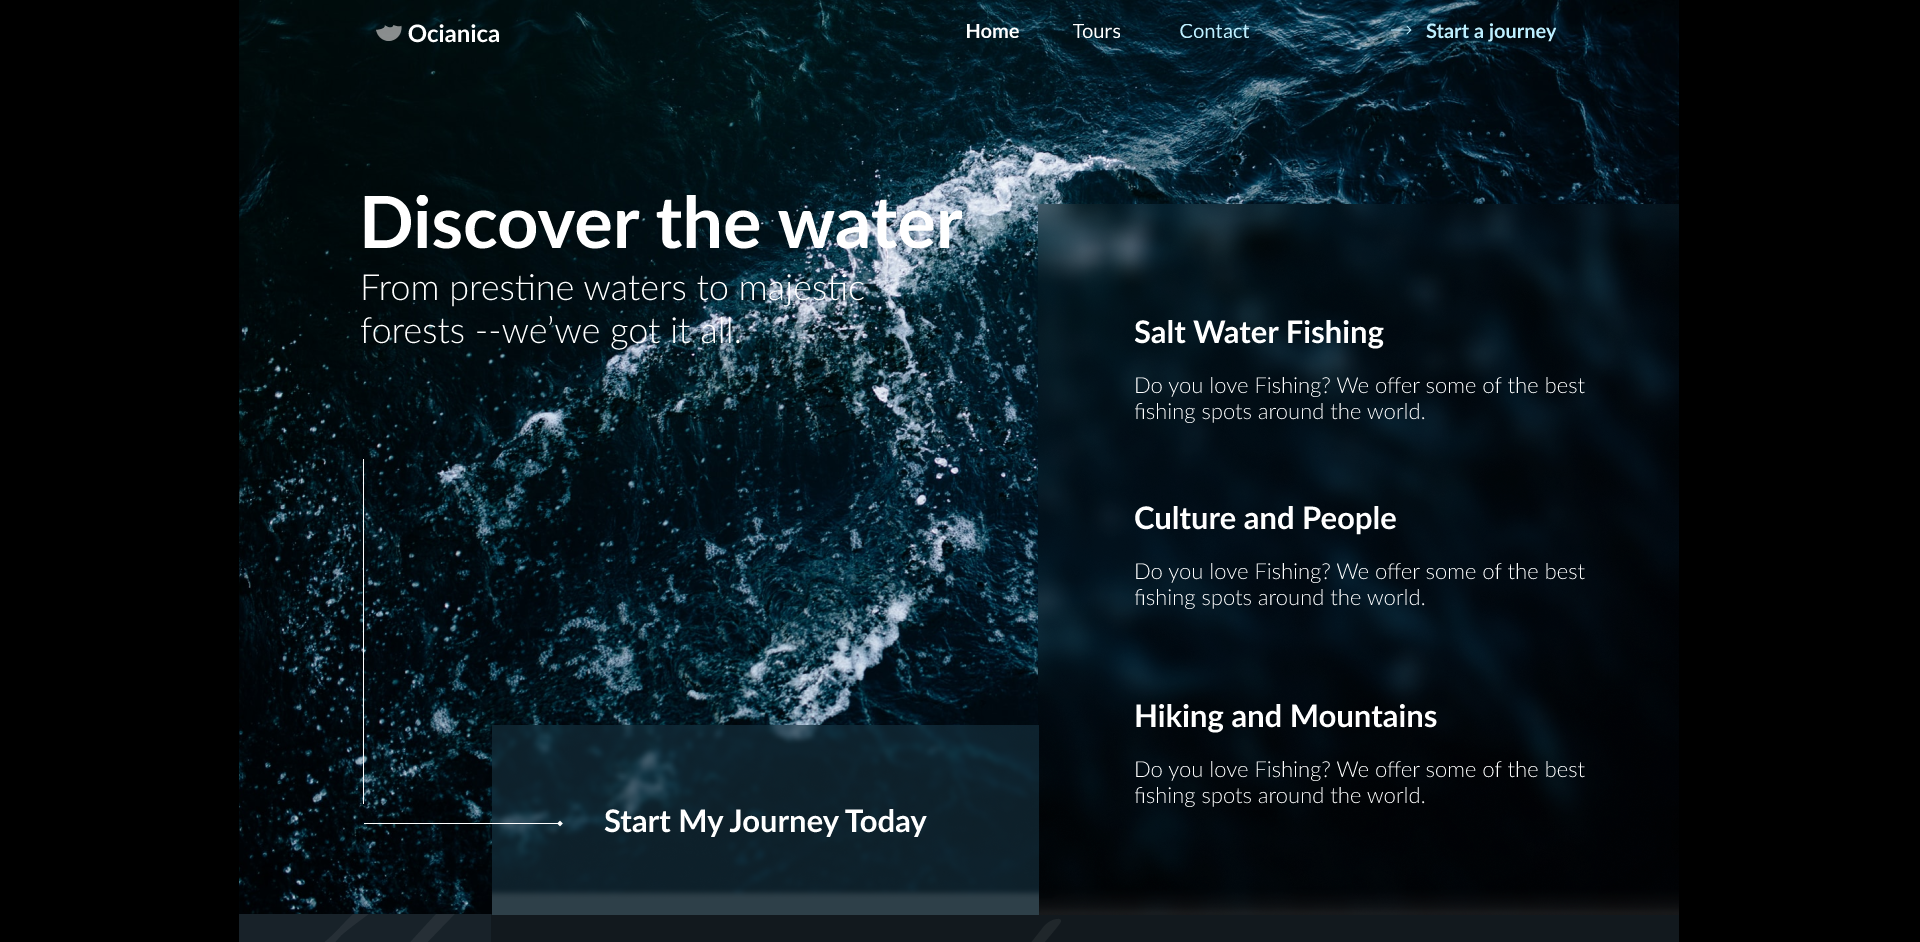 Ocianica
Home
Tours
Contact
Start a journey
Discover the water
From prestine waters to majestic
forests --we’we got it all.
Salt Water Fishing
Do you love Fishing? We offer some of the best
fishing spots around the world.
Culture and People
Do you love Fishing? We offer some of the best
fishing spots around the world.
Hiking and Mountains
Do you love Fishing? We offer some of the best
fishing spots around the world.
Start My Journey Today